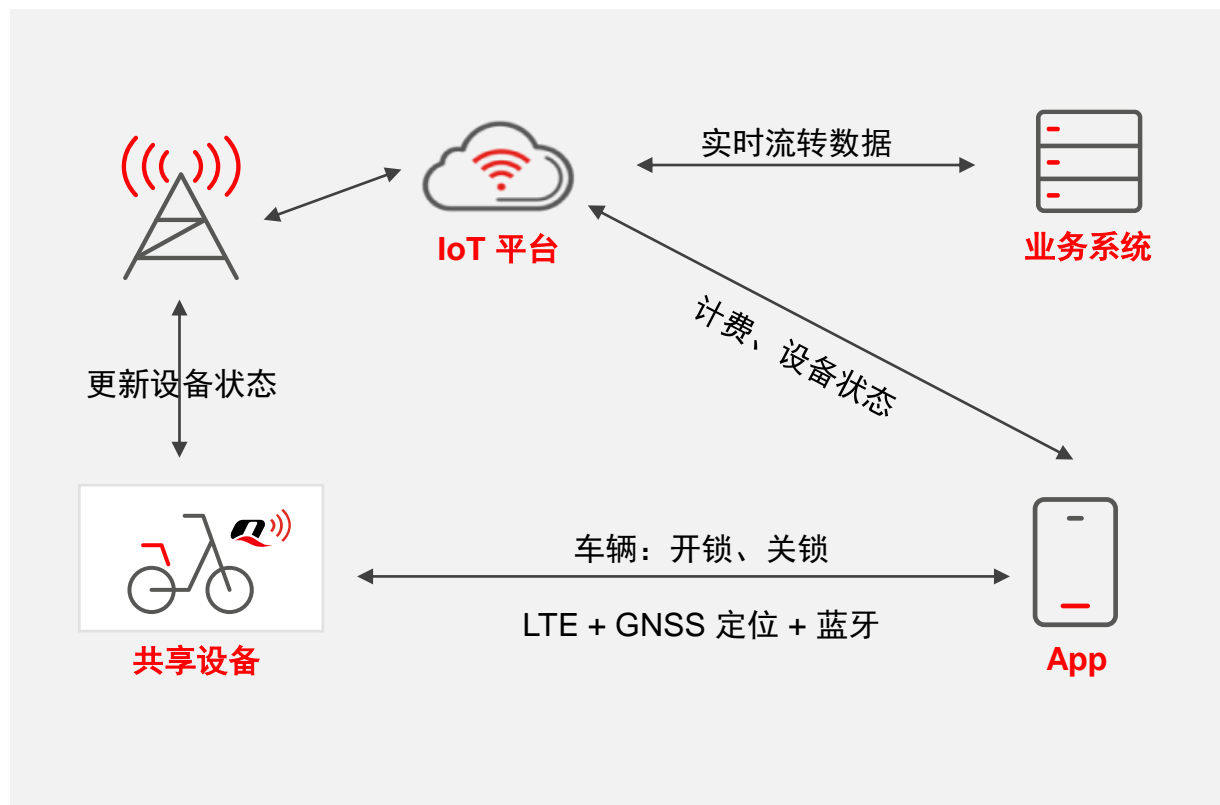 实时流转数据
IoT 平台
业务系统
计费、设备状态
更新设备状态
车辆：开锁、关锁
LTE + GNSS 定位 + 蓝牙
共享设备
App